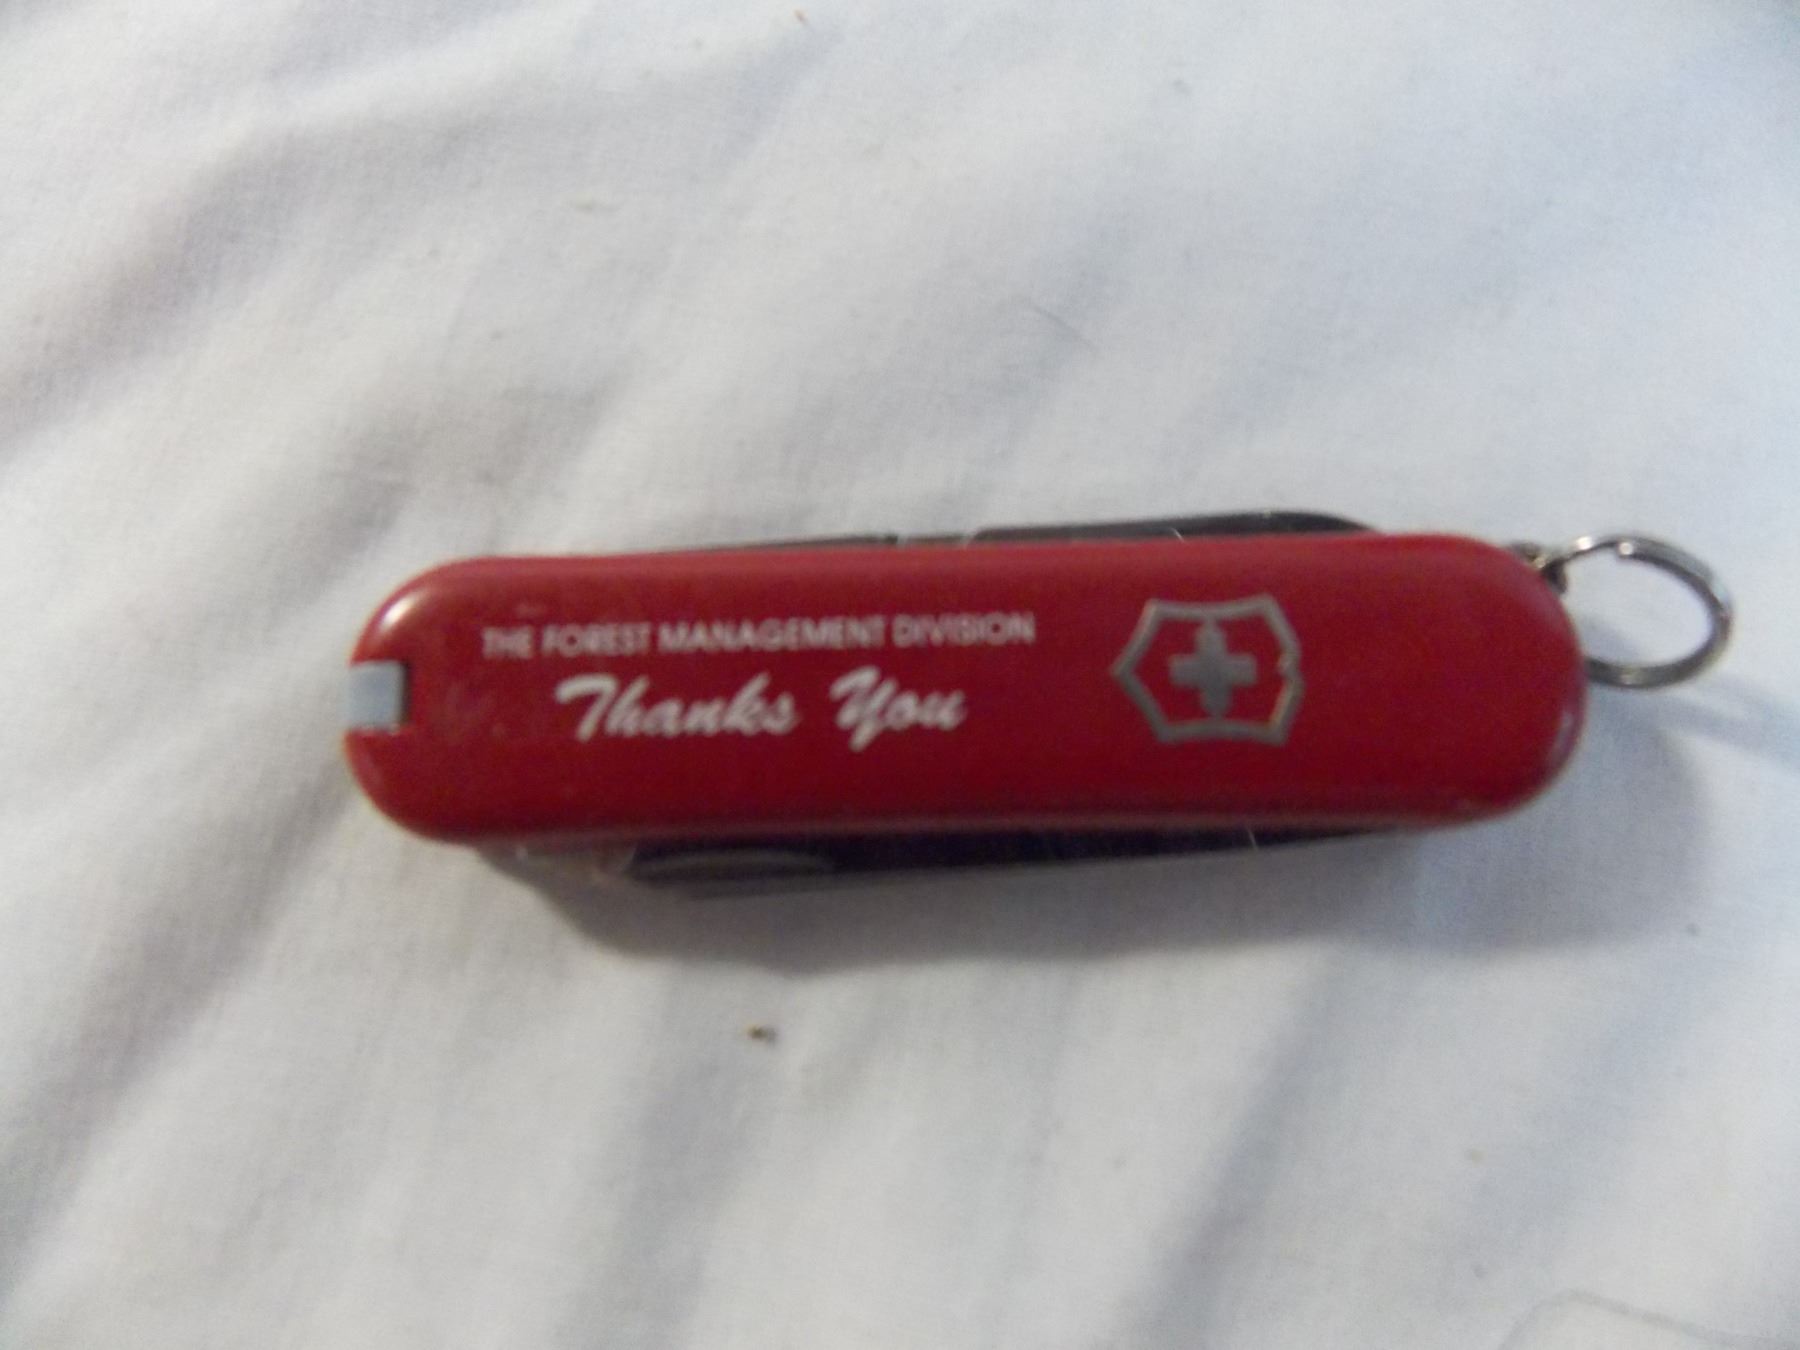 THE FOREST MANAGEMENT DIVISION
Thanks You